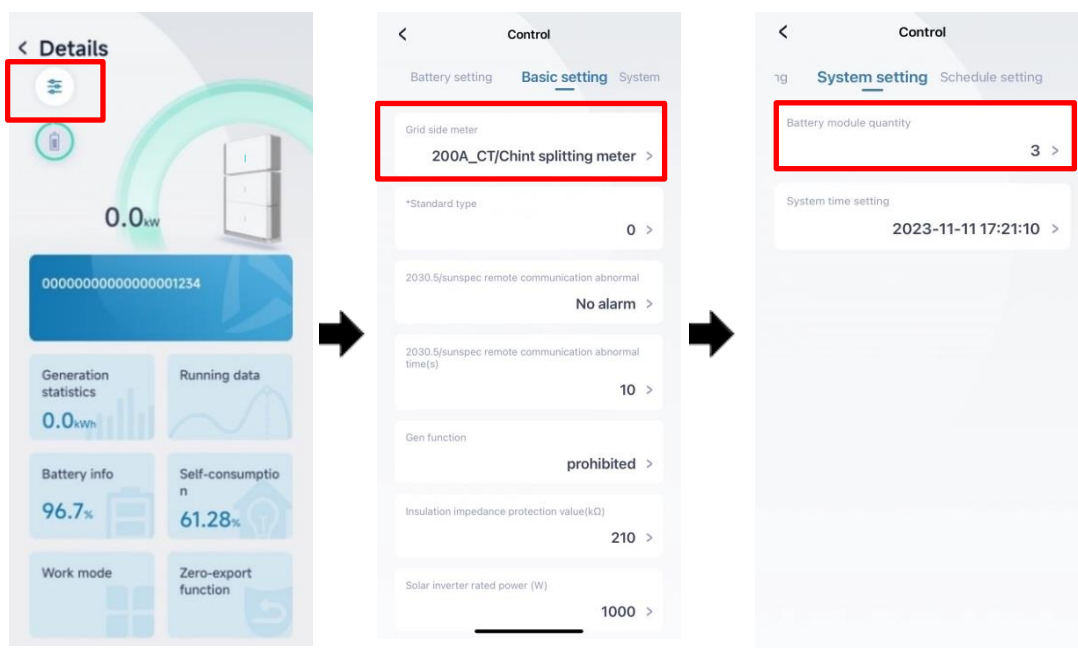 < Details
0.0kW
00000000000000001234
Generation
statistics
0.0kWh
Running data
Battery info
96.7%
Self-consumptio
n
61.28%
Work mode
Zero-export
function
< Control
Battery setting Basic setting System
Grid side meter
200A_CT/Chint splitting meter >
*Standard type
0 >
2030.5/sunspec remote communication abnormal
No alarm >
2030.5/sunspec remote communication abnormal
time(s)
10 >
Gen function
prohibited >
Insulation impedance protection value(kΩ)
210 >
Solar inverter rated power (W)
1000 >
< Control
ng System setting Schedule setting
Battery module quantity
3 >
System time setting
2023-11-11 17:21:10 >